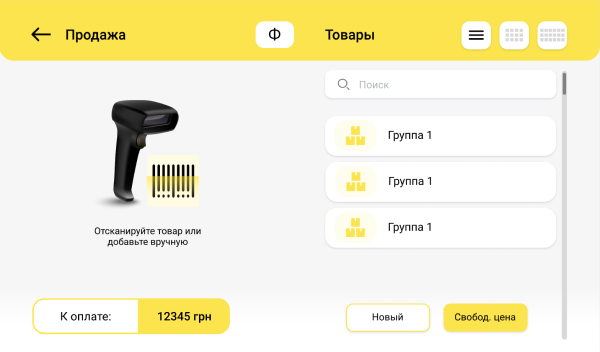 Продажа
Ф
Товары
Поиск
Группа 1
Группа 1
Группа 1
Отсканируйте товар или
добавьте вручную
К оплате:
12345 грн
Новый
Свобод. цена